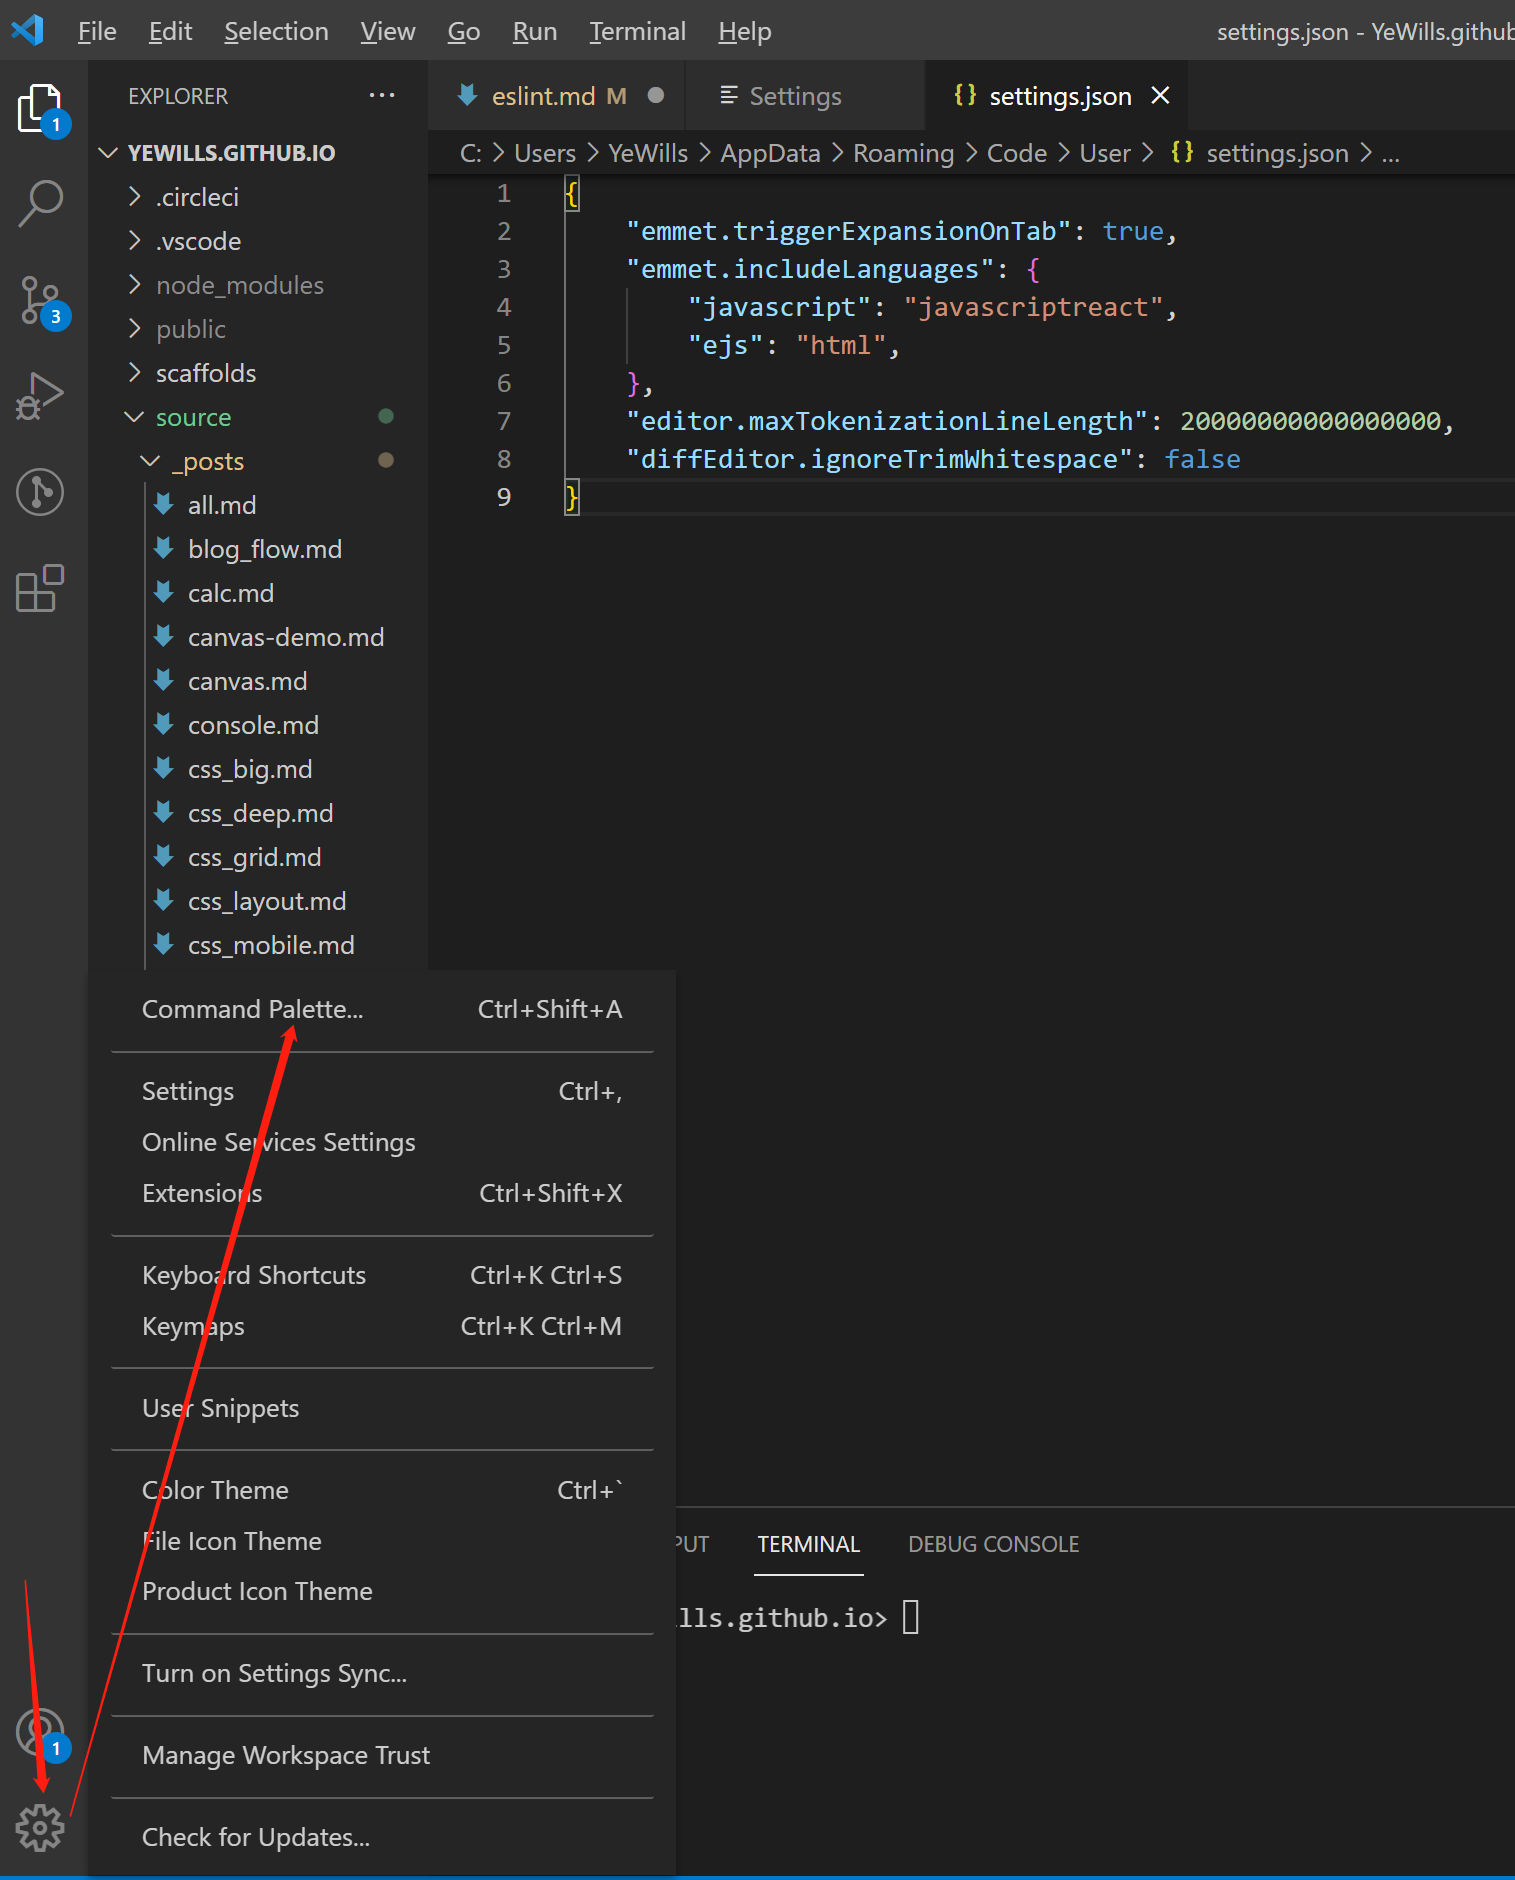 File Edit Selection View Go Run Terminal Help settings.json - YeWills.github
EXPLORER ...
eslint.md M Settings {} settings.json
1
YEWILLS.GITHUB.IO
C: > Users > YeWills > AppData > Roaming > Code > User > {} settings.json > ...
.circleci
.vscode
node_modules
public
scaffolds
source
_posts
all.md
blog_flow.md
calc.md
canvas-demo.md
canvas.md
console.md
css_big.md
css_deep.md
css_grid.md
css_layout.md
css_mobile.md
3
1 {
2 "emmet.triggerExpansionOnTab": true,
3 "emmet.includeLanguages": {
4 "javascript": "javascriptreact",
5 "ejs": "html",
6 },
7 "editor.maxTokenizationLineLength": 20000000000000000,
8 "diffEditor.ignoreTrimWhitespace": false
9 }
Command Palette... Ctrl+Shift+A
Settings Ctrl+,
Online Services Settings
Extensions Ctrl+Shift+X
Keyboard Shortcuts Ctrl+K Ctrl+S
Keymaps Ctrl+K Ctrl+M
User Snippets
Color Theme Ctrl+`
File Icon Theme
Product Icon Theme
Turn on Settings Sync...
Manage Workspace Trust
Check for Updates...
PUT TERMINAL DEBUG CONSOLE
lls.github.io>
1